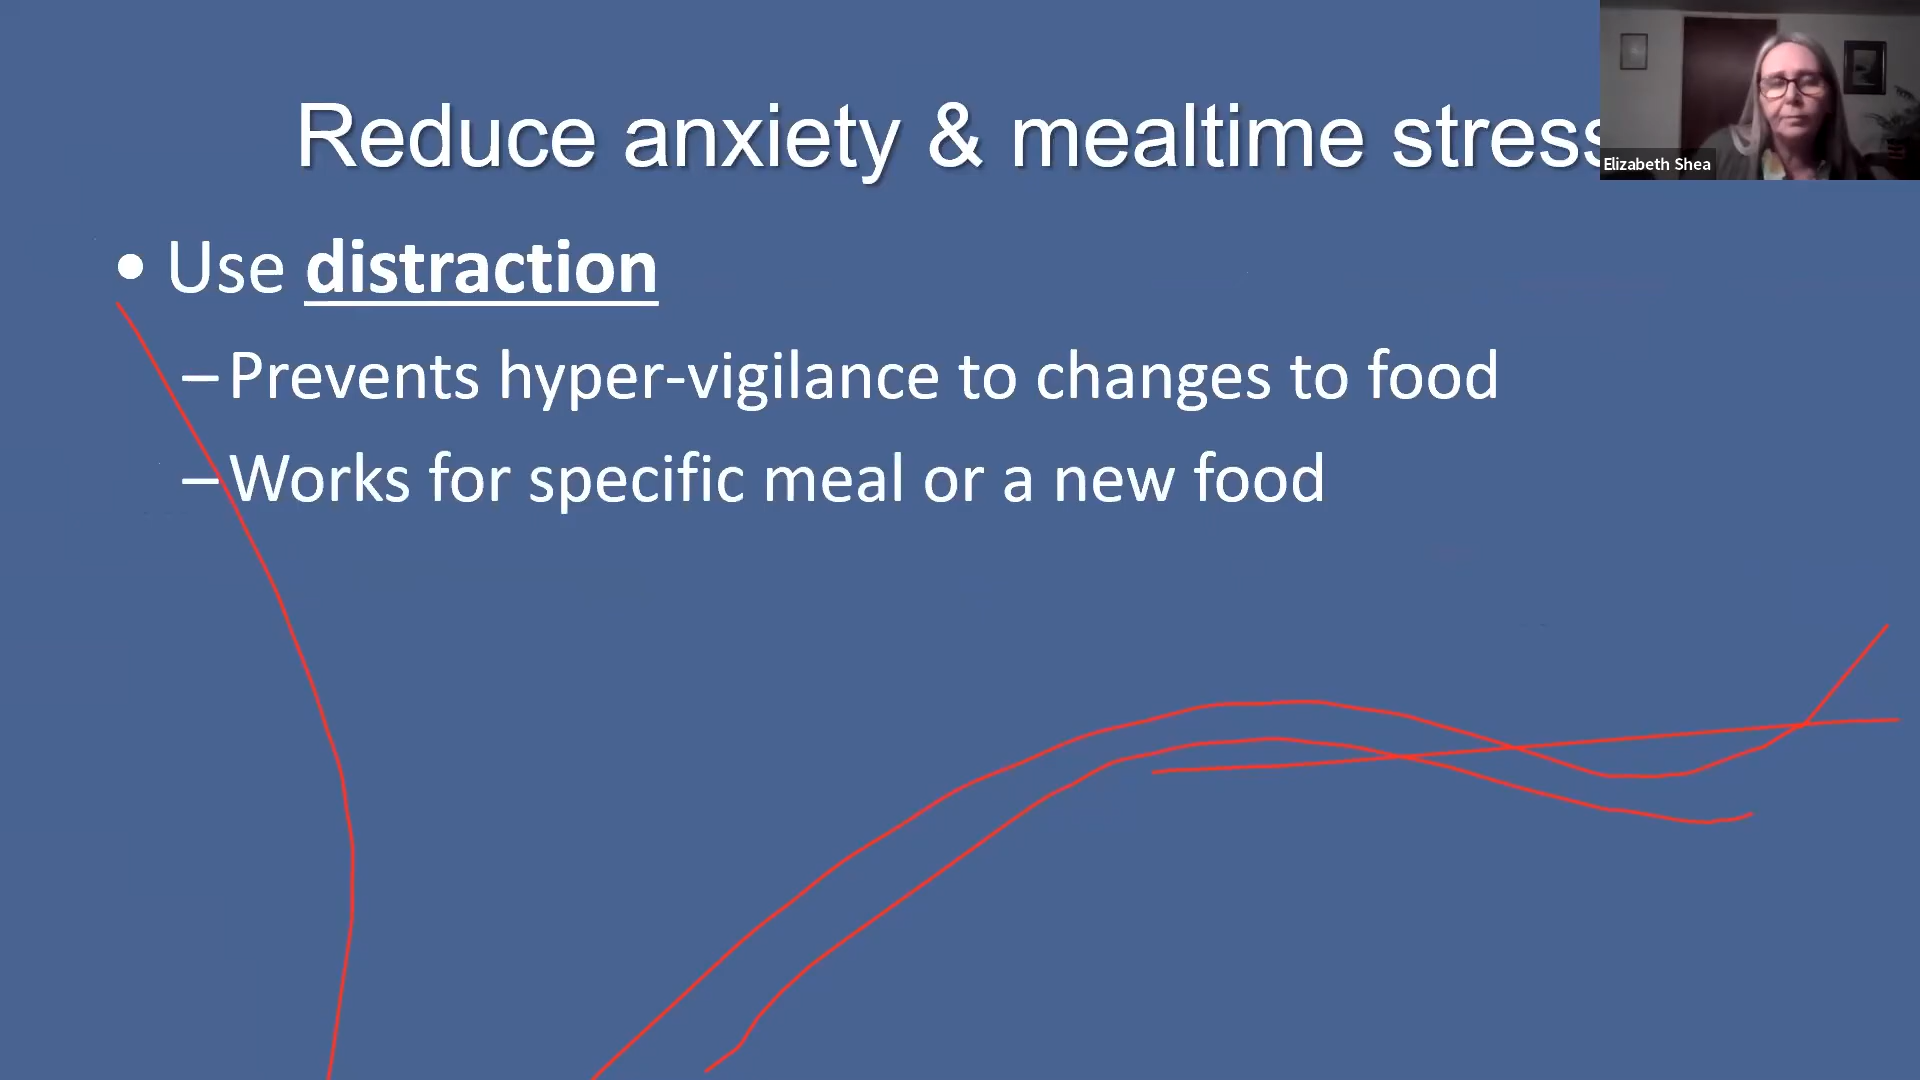 Reduce anxiety & mealtime stress
Elizabeth Shea
• Use distraction
– Prevents hyper-vigilance to changes to food
– Works for specific meal or a new food